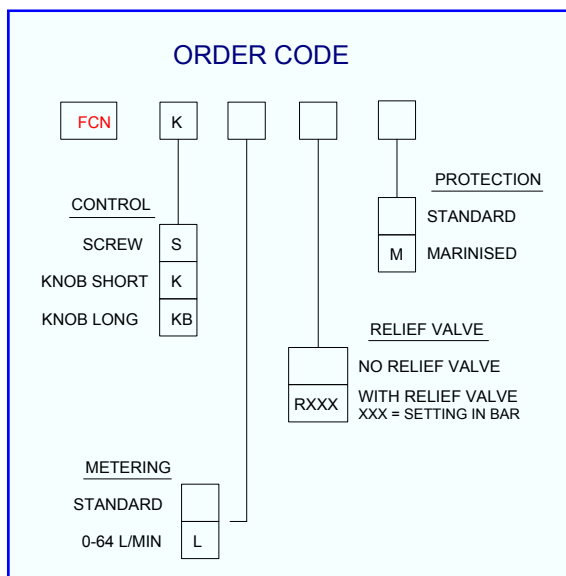 ORDER CODE
FCN K
PROTECTION
CONTROL
STANDARD
SCREW S
M MARINISED
KNOB SHORT K
KNOB LONG KB
RELIEF VALVE
NO RELIEF VALVE
RXXX WITH RELIEF VALVE
XXX = SETTING IN BAR
METERING
STANDARD
0-64 L/MIN L